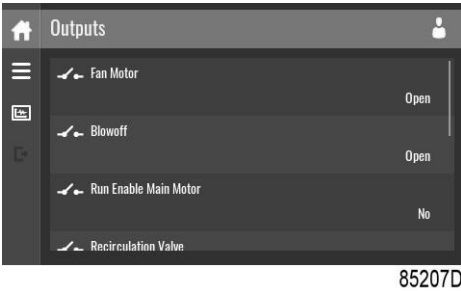 Outputs
Fan Motor
Open
Blowoff
Open
Run Enable Main Motor
No
Recirculation Valve
85207D